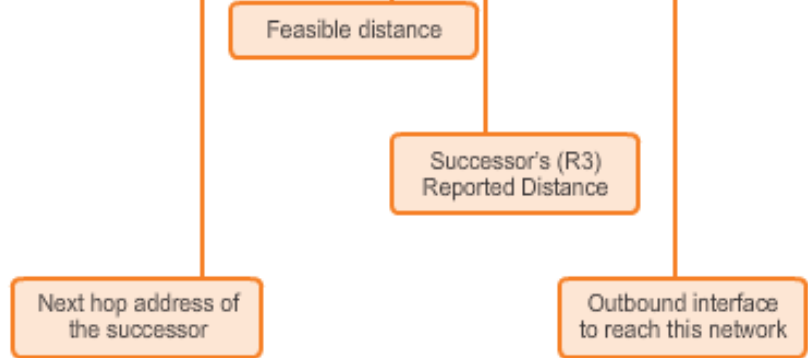 Feasible distance
Successor's (R3)
Reported Distance
Next hop address of
the successor
Outbound interface
to reach this network